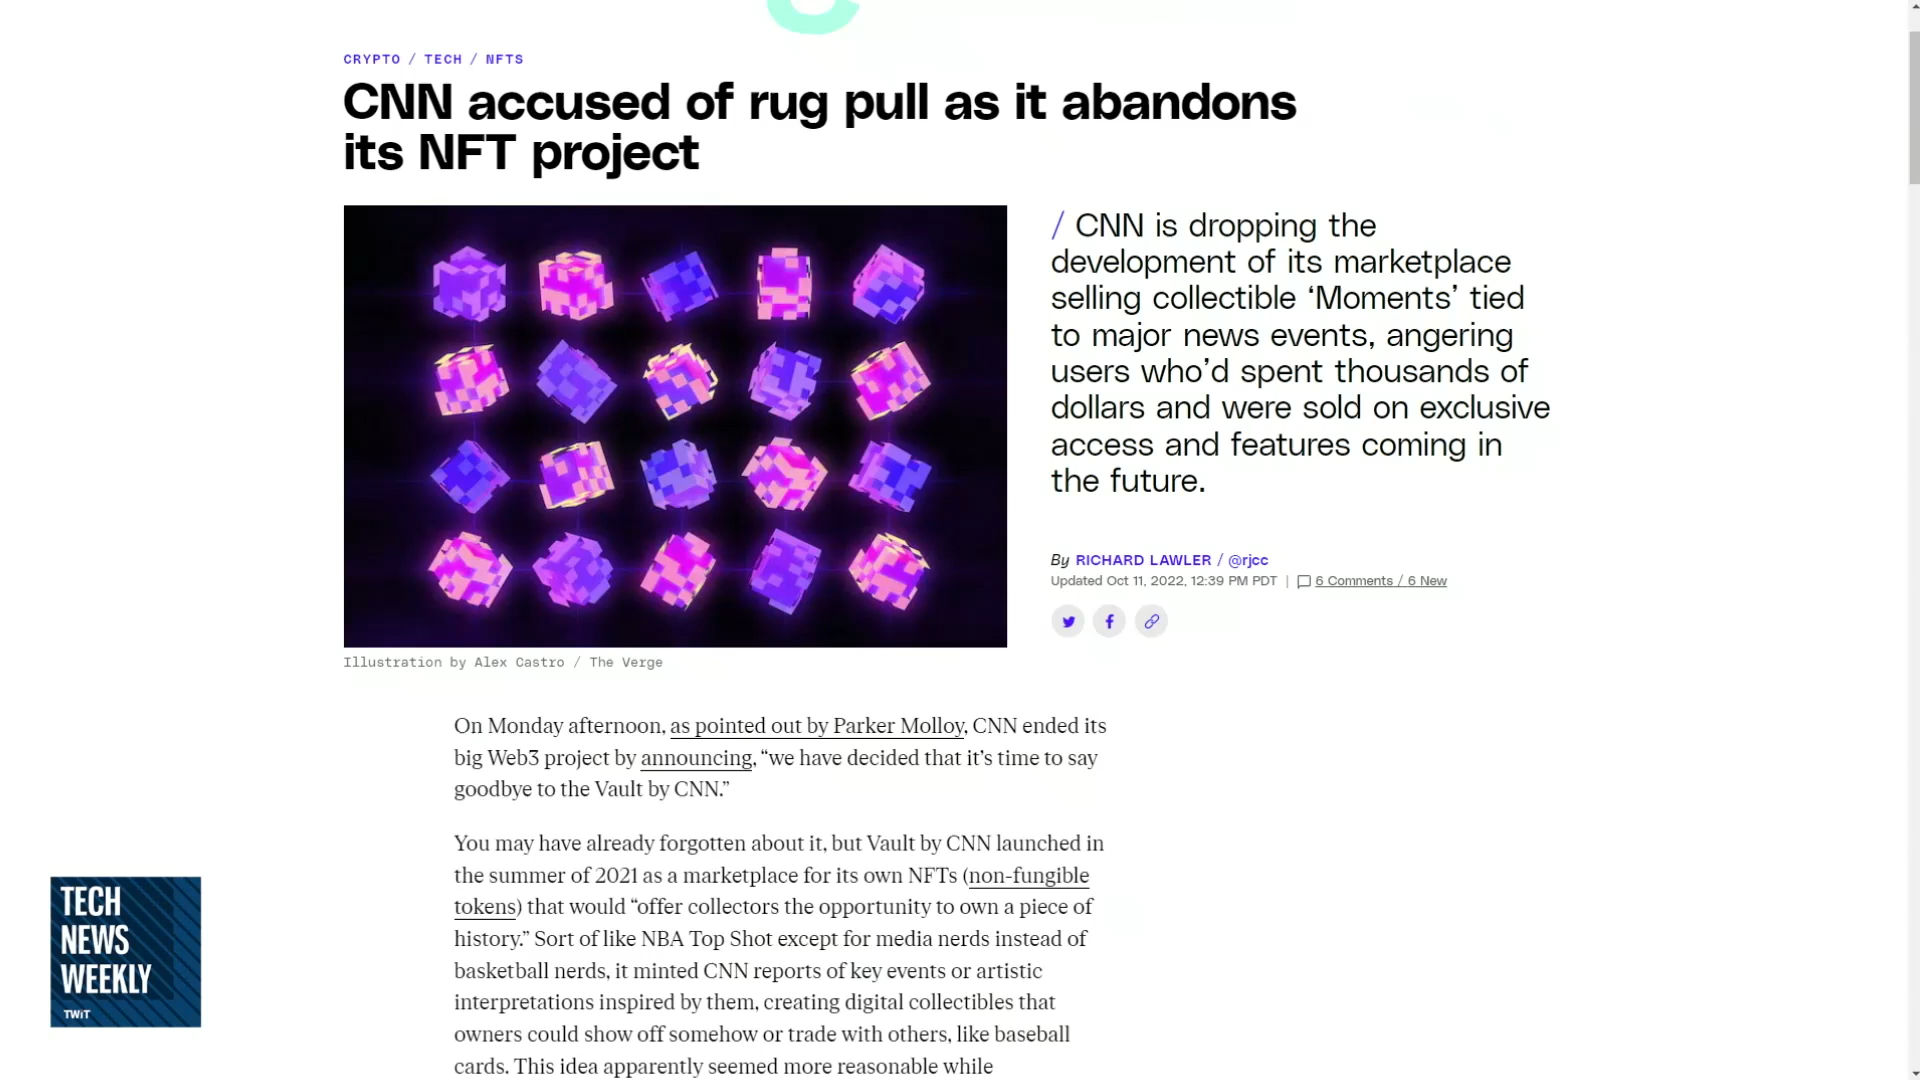 CRYPTO / TECH / NFTS
CNN accused of rug pull as it abandons
its NFT project
/ CNN is dropping the
development of its marketplace
selling collectible ‘Moments’ tied
to major news events, angering
users who’d spent thousands of
dollars and were sold on exclusive
access and features coming in
the future.
By RICHARD LAWLER / @rjcc
Updated Oct 11, 2022, 12:39 PM PDT | 6 Comments / 6 New
Illustration by Alex Castro / The Verge
On Monday afternoon, as pointed out by Parker Molloy, CNN ended its
big Web3 project by announcing, “we have decided that it’s time to say
goodbye to the Vault by CNN.”
You may have already forgotten about it, but Vault by CNN launched in
the summer of 2021 as a marketplace for its own NFTs (non-fungible
tokens) that would “offer collectors the opportunity to own a piece of
history.” Sort of like NBA Top Shot except for media nerds instead of
basketball nerds, it minted CNN reports of key events or artistic
interpretations inspired by them, creating digital collectibles that
owners could show off somehow or trade with others, like baseball
cards. This idea apparently seemed more reasonable while
TECH
NEWS
WEEKLY
TWiT